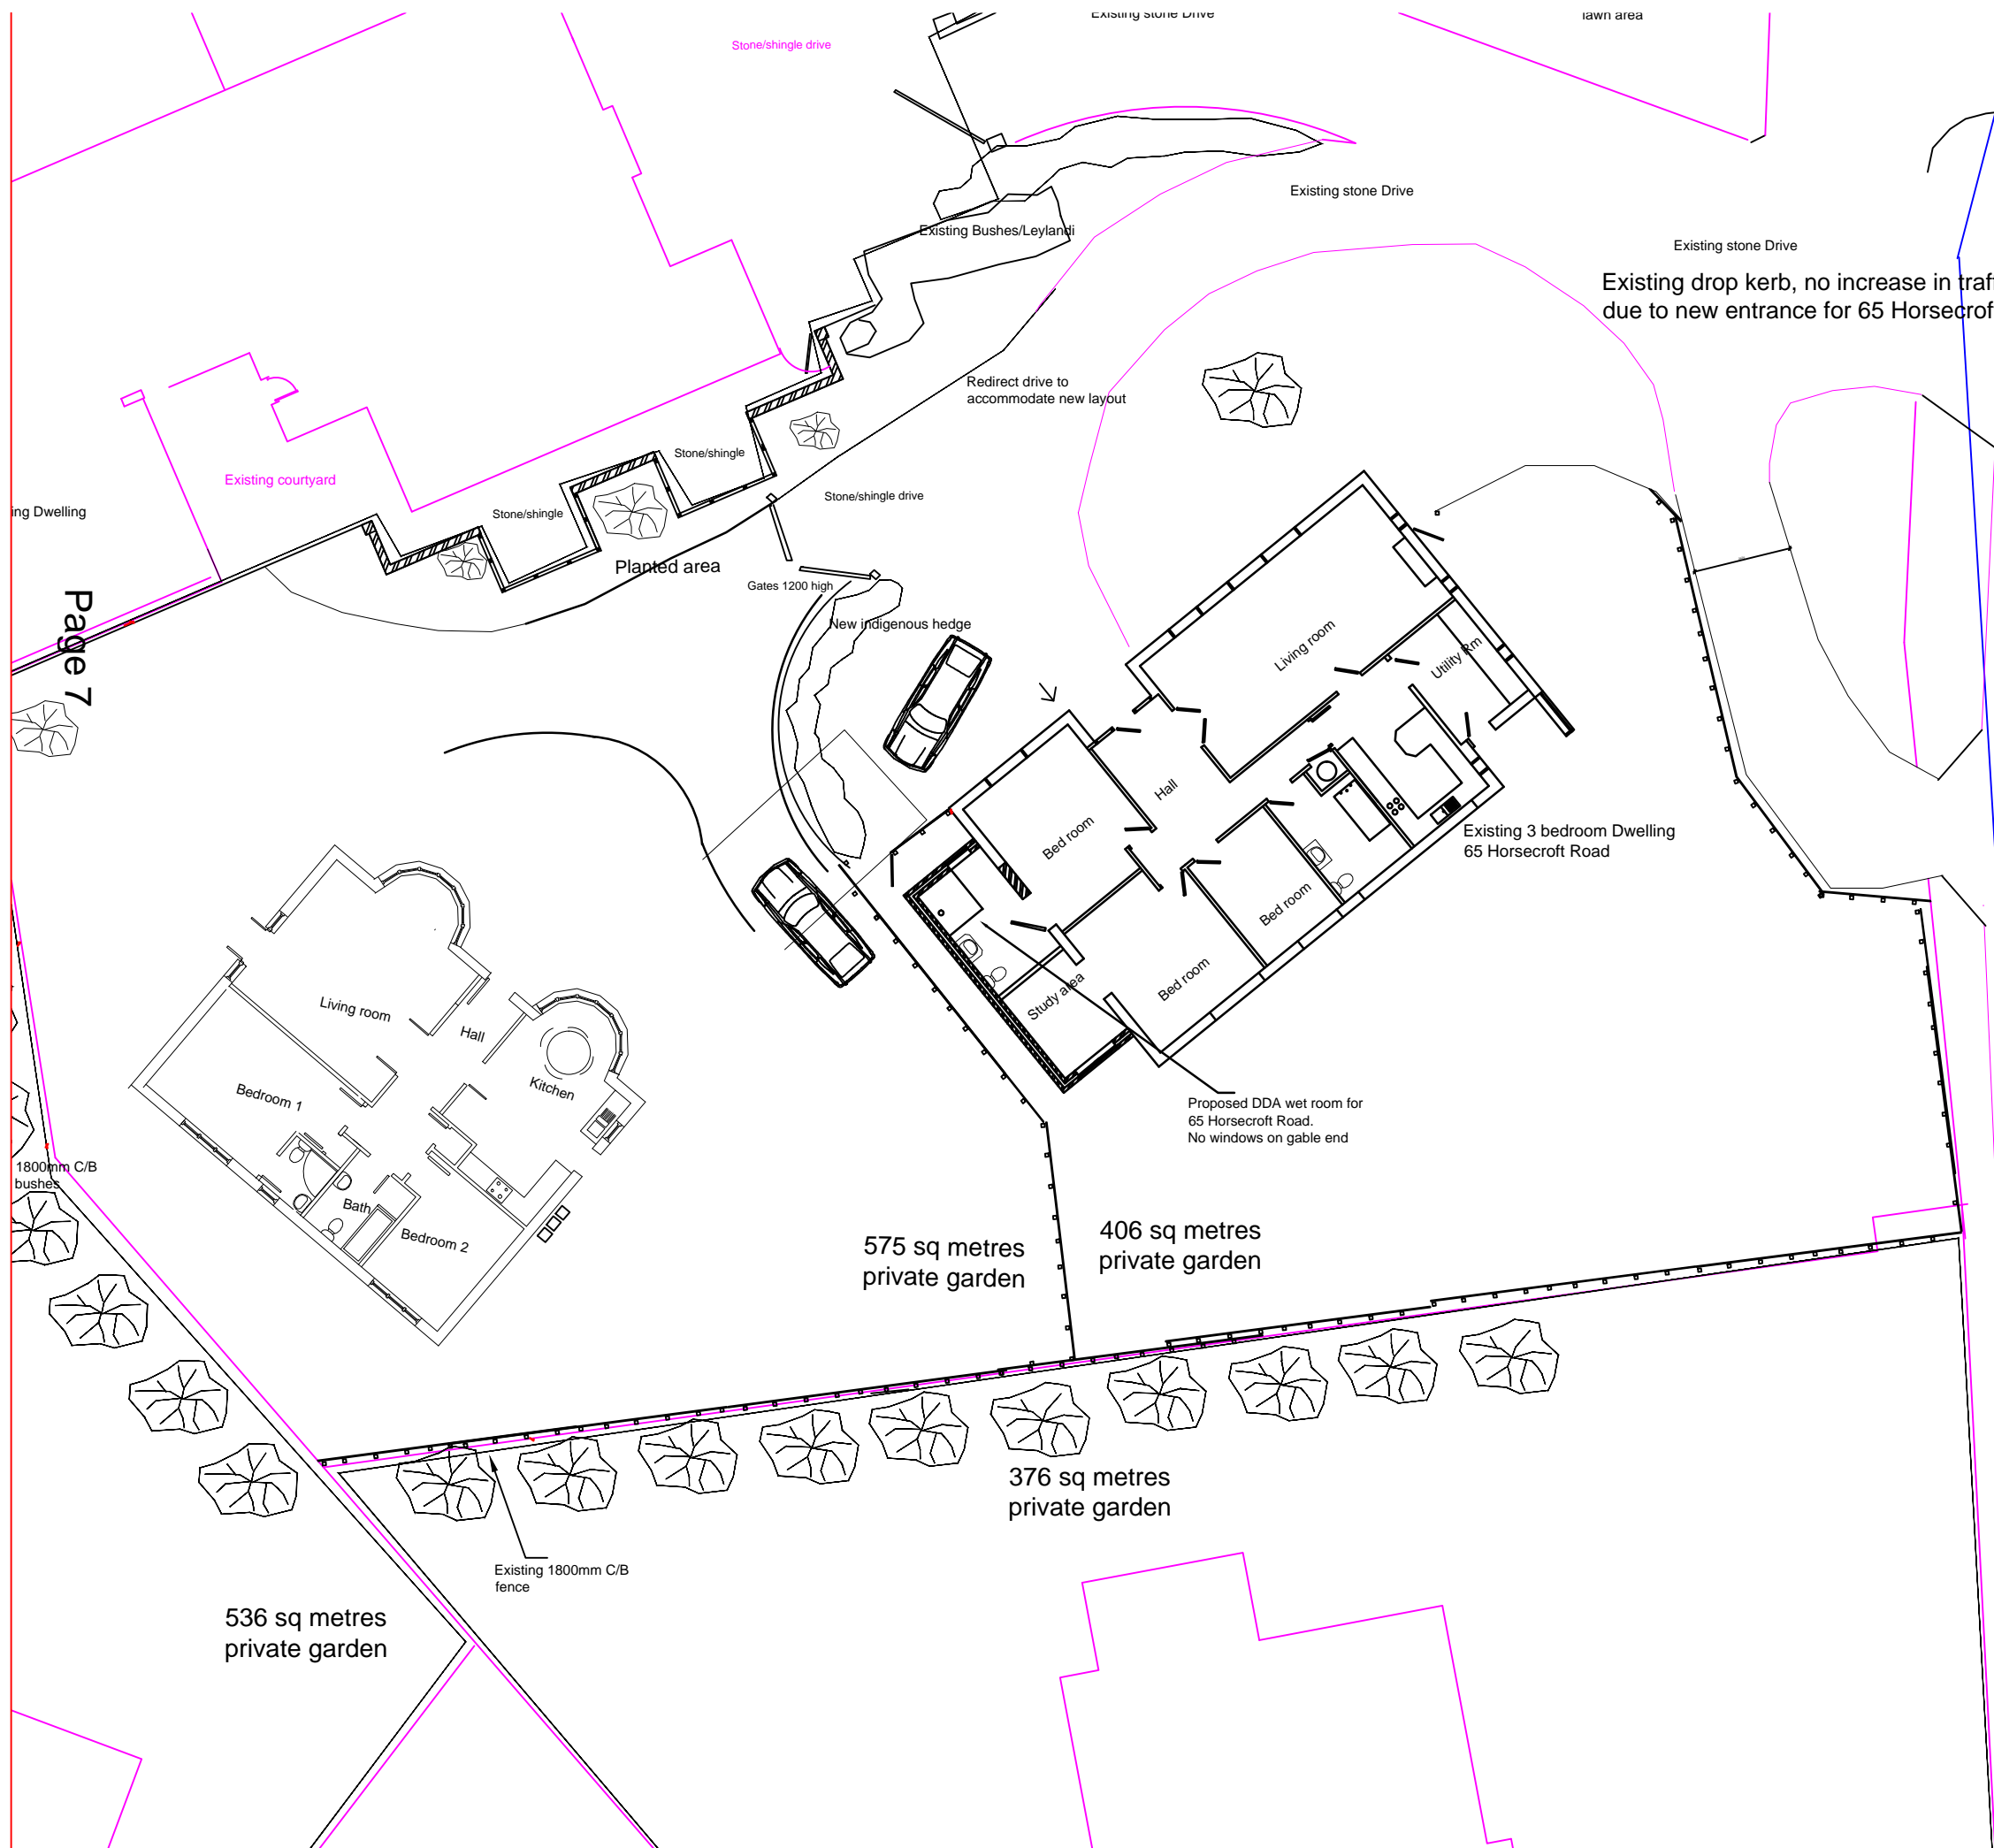 Existing stone Drive
lawn area
Stone/shingle drive
Existing stone Drive
Existing Bushes/Leylandi
Existing stone Drive
Existing drop kerb, no increase in traff
due to new entrance for 65 Horsecrof
Redirect drive to
accommodate new layout
Stone/shingle
Existing courtyard
Stone/shingle drive
ing Dwelling
Stone/shingle
Planted area
Gates 1200 high
Page 7
New indigenous hedge
Living room
Utility Rm
Hall
Bed room
Existing 3 bedroom Dwelling
65 Horsecroft Road
Bed room
Bed room
Study area
Living room
Hall
Kitchen
Bedroom 1
Proposed DDA wet room for
65 Horsecroft Road.
No windows on gable end
1800mm C/B
bushes
Bath
Bedroom 2
575 sq metres
private garden
406 sq metres
private garden
376 sq metres
private garden
Existing 1800mm C/B
fence
536 sq metres
private garden